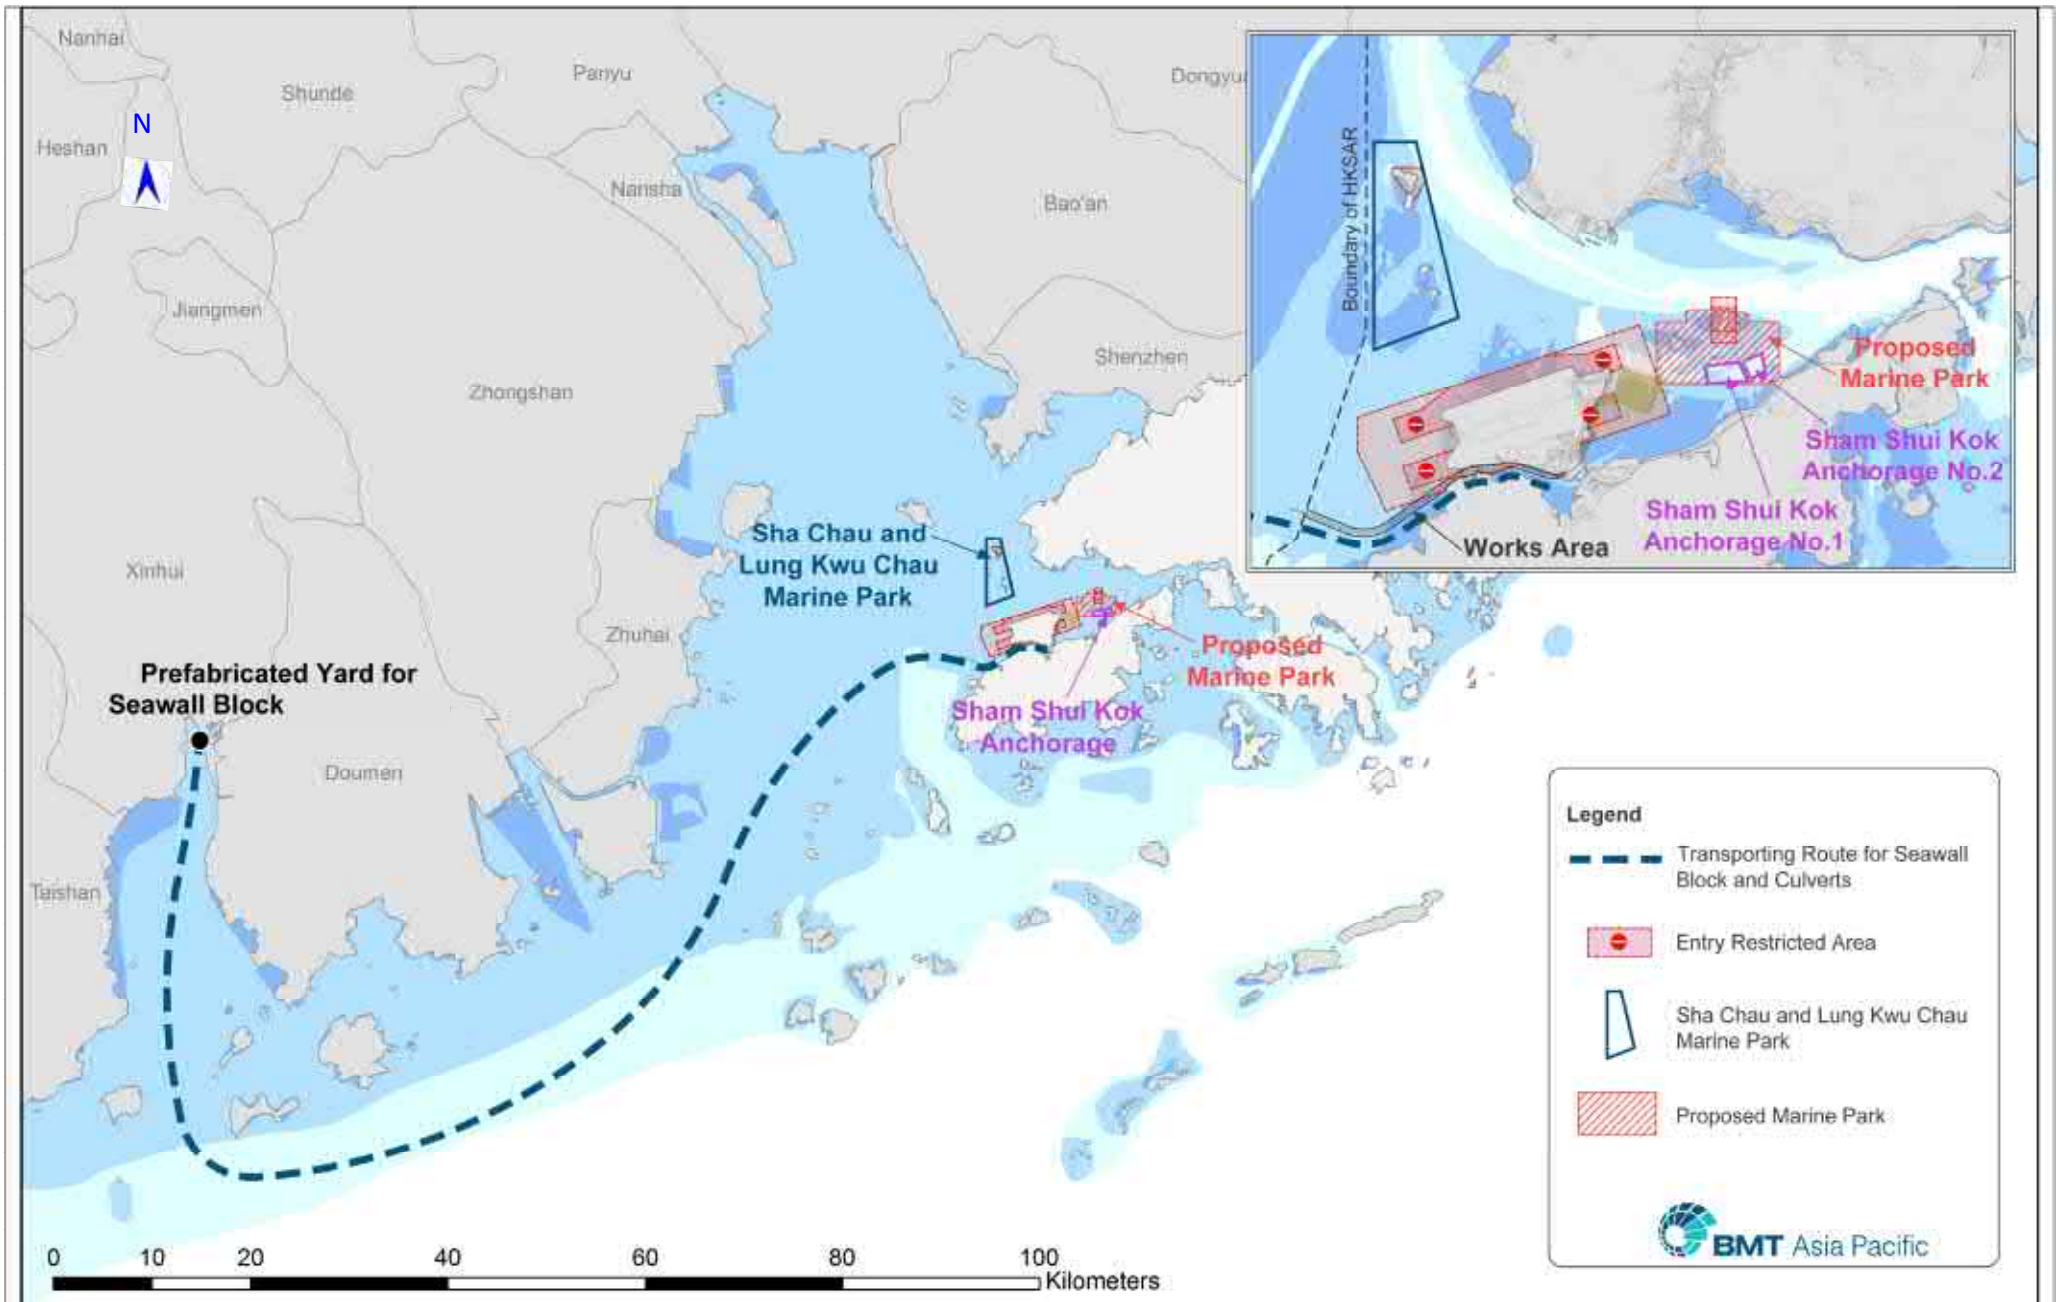 Nanhai
Shunde
Panyu
Heshan
N
Nansha
Bao'an
Jiangmen
Zhongshan
Shenzhen
Xinhui
Zhuhai
Doumen
Taishan
Prefabricated Yard for
Seawall Block
Sha Chau and
Lung Kwu Chau
Marine Park
Proposed
Marine Park
Sham Shui Kok
Anchorage
Boundary of HKSAR
Proposed
Marine Park
Sham Shui Kok
Anchorage No.2
Sham Shui Kok
Anchorage No.1
Works Area
Legend
Transporting Route for Seawall
Block and Culverts
Entry Restricted Area
Sha Chau and Lung Kwu Chau
Marine Park
Proposed Marine Park
BMT Asia Pacific
0 10 20 40 60 80 100
Kilometers